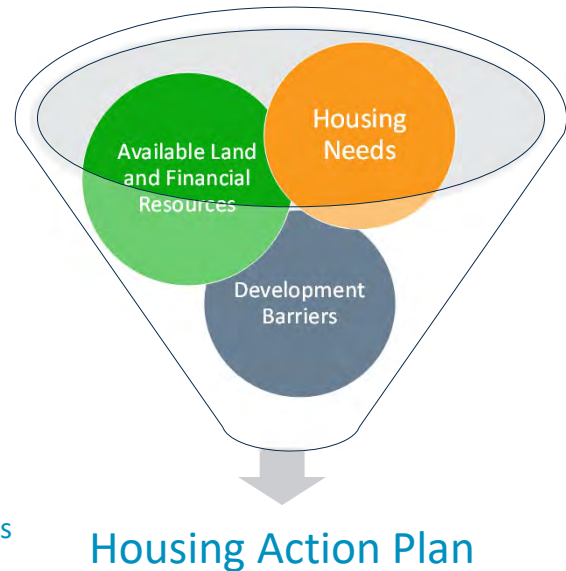 Housing
Needs
Available Land
and Financial
Resources
Development
Barriers
s
Housing Action Plan